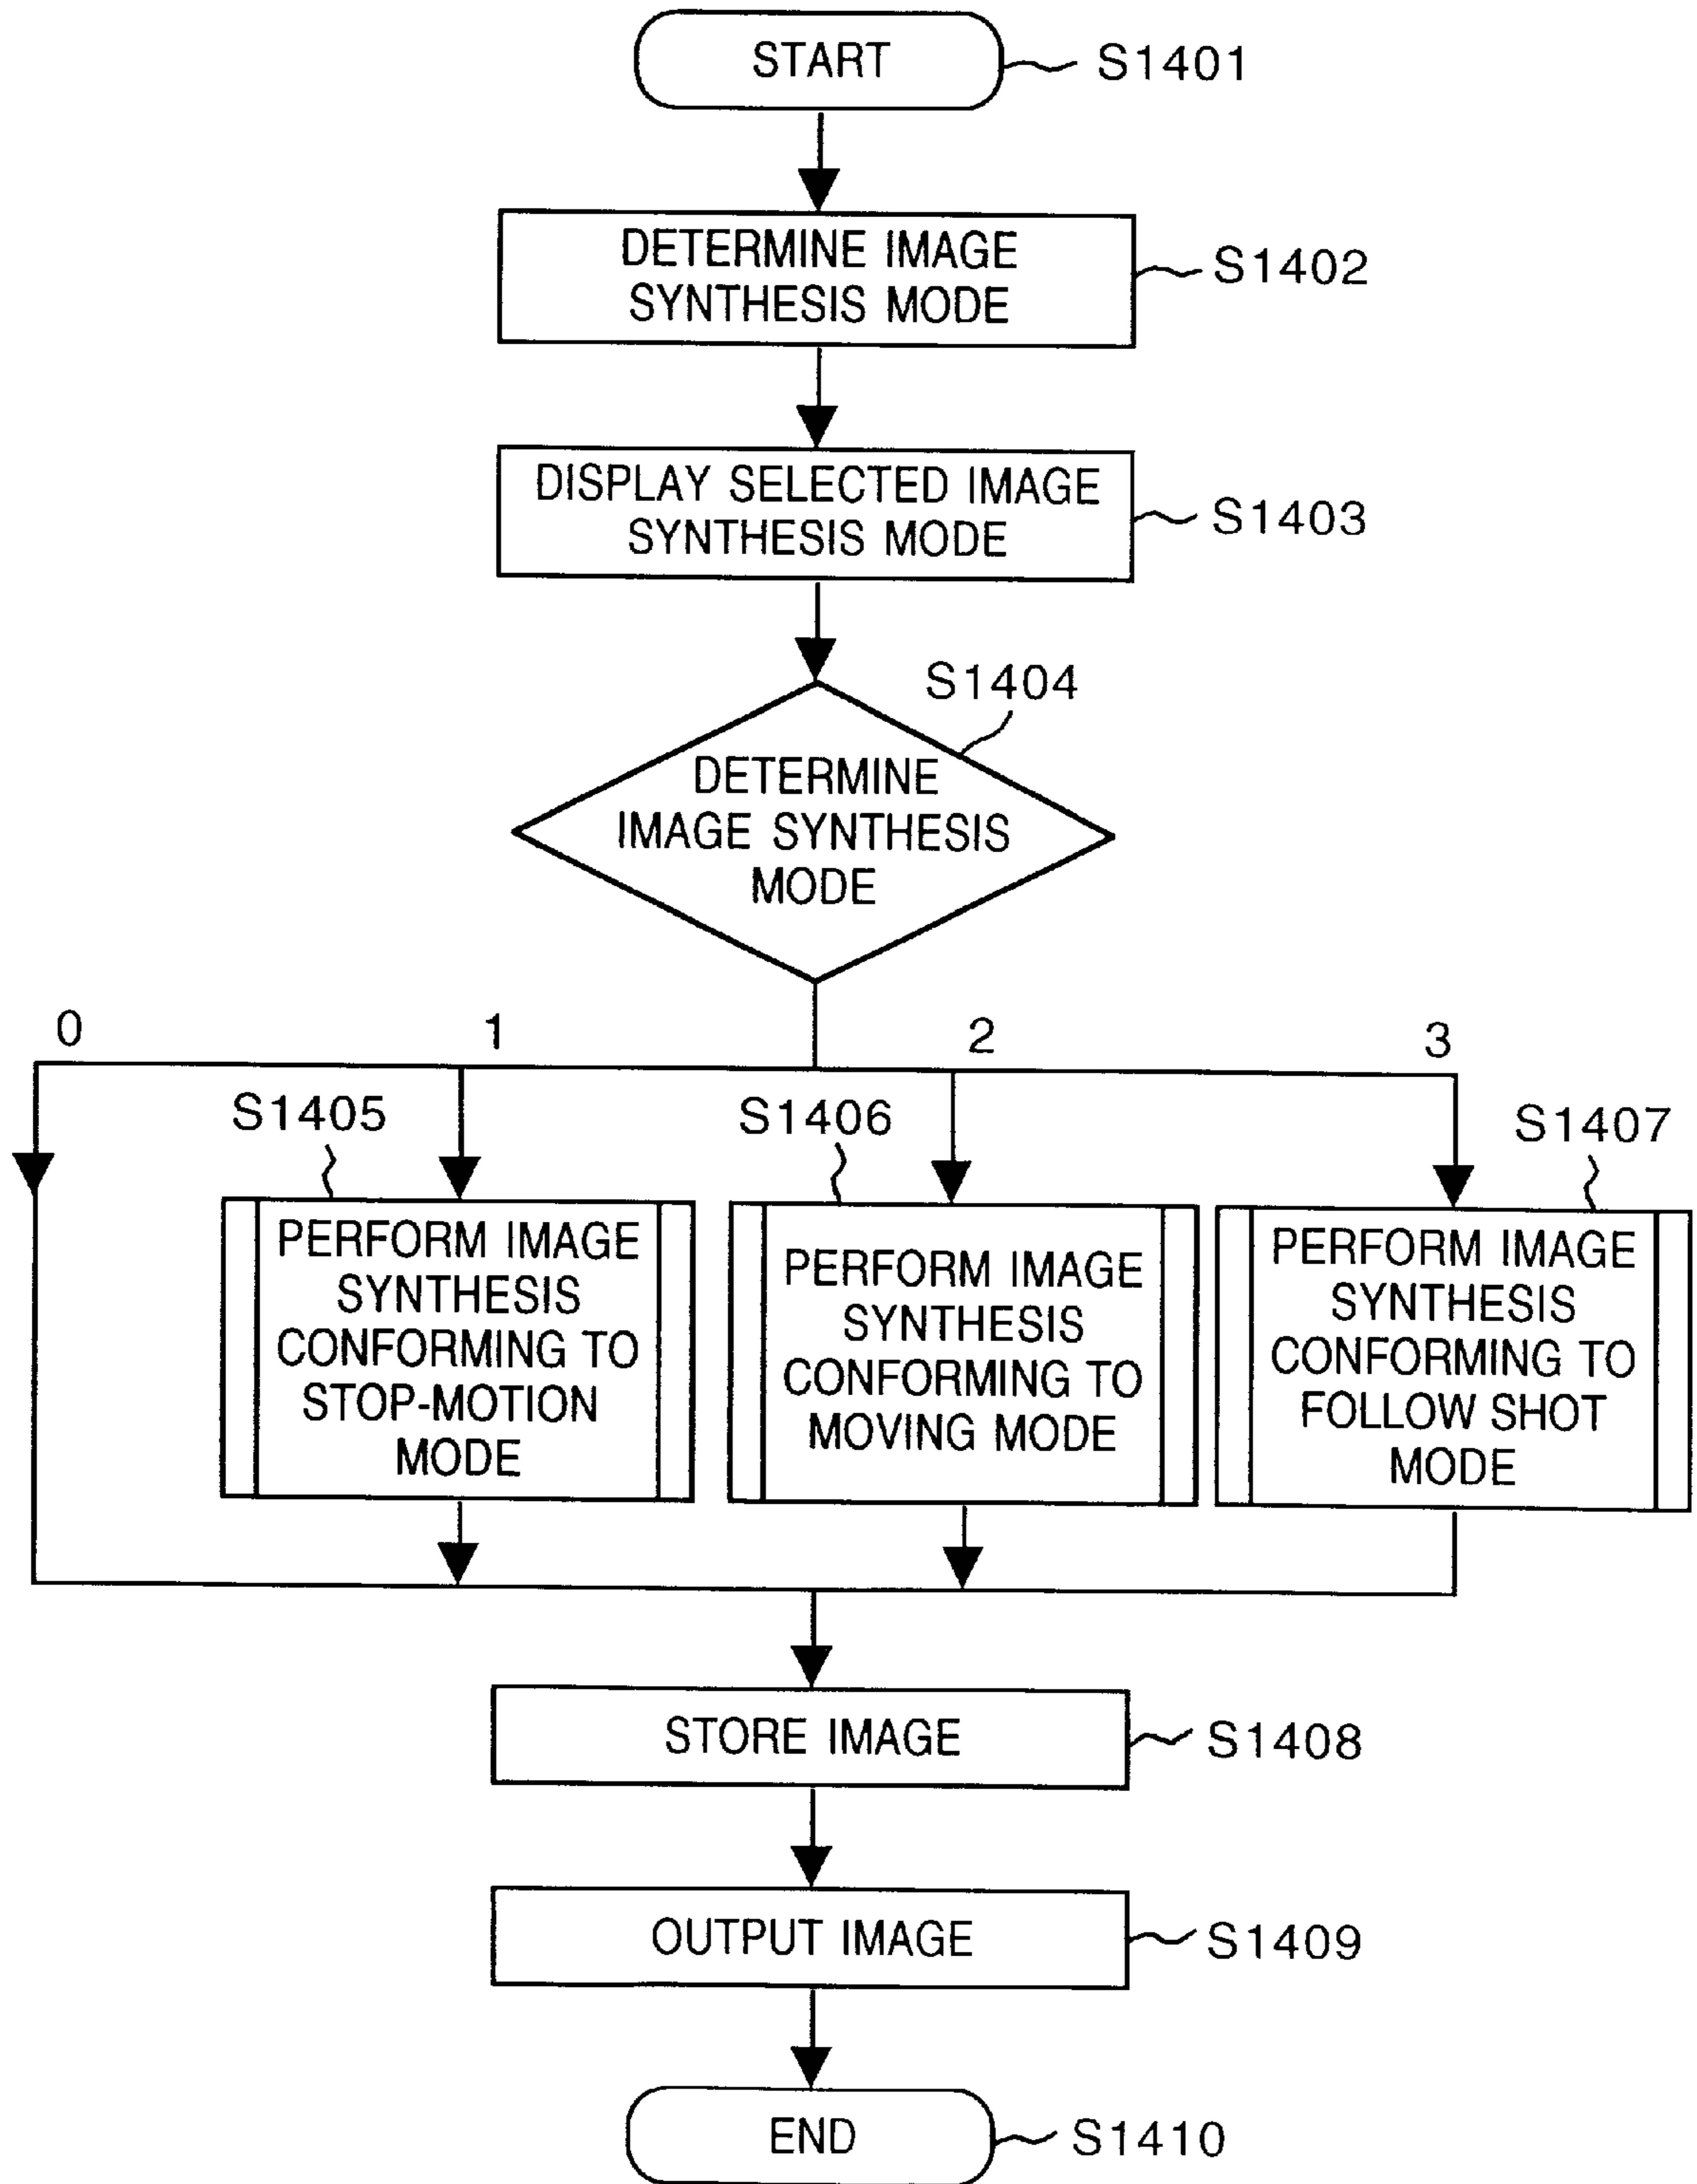 START
S1401
DETERMINE IMAGE
SYNTHESIS MODE
S1402
DISPLAY SELECTED IMAGE
SYNTHESIS MODE
S1403
S1404
DETERMINE
IMAGE SYNTHESIS
MODE
0
1
2
3
S1405
PERFORM IMAGE
SYNTHESIS
CONFORMING TO
STOP-MOTION
MODE
S1406
PERFORM IMAGE
SYNTHESIS
CONFORMING TO
MOVING MODE
S1407
PERFORM IMAGE
SYNTHESIS
CONFORMING TO
FOLLOW SHOT
MODE
STORE IMAGE
S1408
OUTPUT IMAGE
S1409
END
S1410